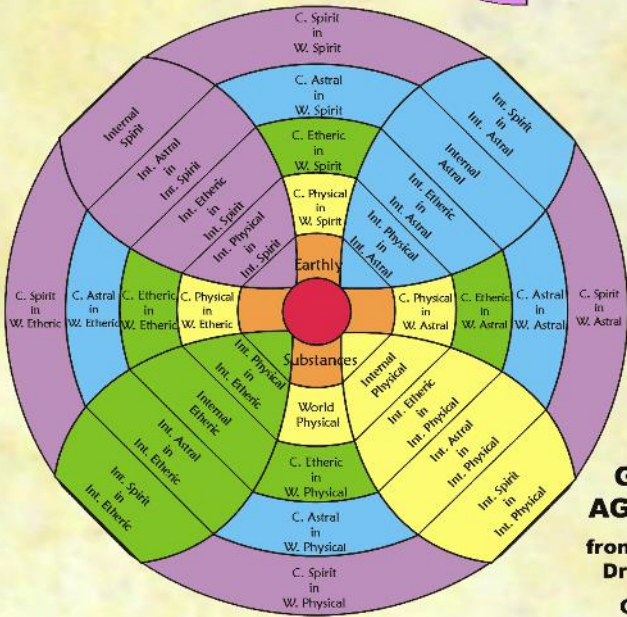 C. Spirit
in
W. Spirit
C. Astral
in
W. Spirit
C. Etheric
in
W. Spirit
C. Physical
in
W. Spirit
Earthly
Internal
Spirit
Int. Astral
in
Int. Spirit
Int. Etheric
in
Int. Spirit
Int. Physical
in
Int. Spirit
Int. Spirit
in
Int. Astral
Internal
Astral
Int. Etheric
in
Int. Astral
Int. Physical
in
Int. Astral
C. Spirit
in
W. Etheric
C. Astral
in
W. Etheric
C. Etheric
in
W. Etheric
C. Physical
in
W. Etheric
C. Physical
in
W. Astral
C. Etheric
in
W. Astral
C. Astral
in
W. Astral
C. Spirit
in
W. Astral
Substances
Int. Physical
in
Int. Etheric
Internal
Etheric
Int. Astral
in
Int. Etheric
Int. Spirit
in
Int. Etheric
Internal
Physical
Int. Etheric
in
Int. Physical
Int. Astral
in
Int. Physical
Int. Spirit
in
Int. Physical
World
Physical
C. Etheric
in
W. Physical
C. Astral
in
W. Physical
C. Spirit
in
W. Physical
G
AG
from
Dr